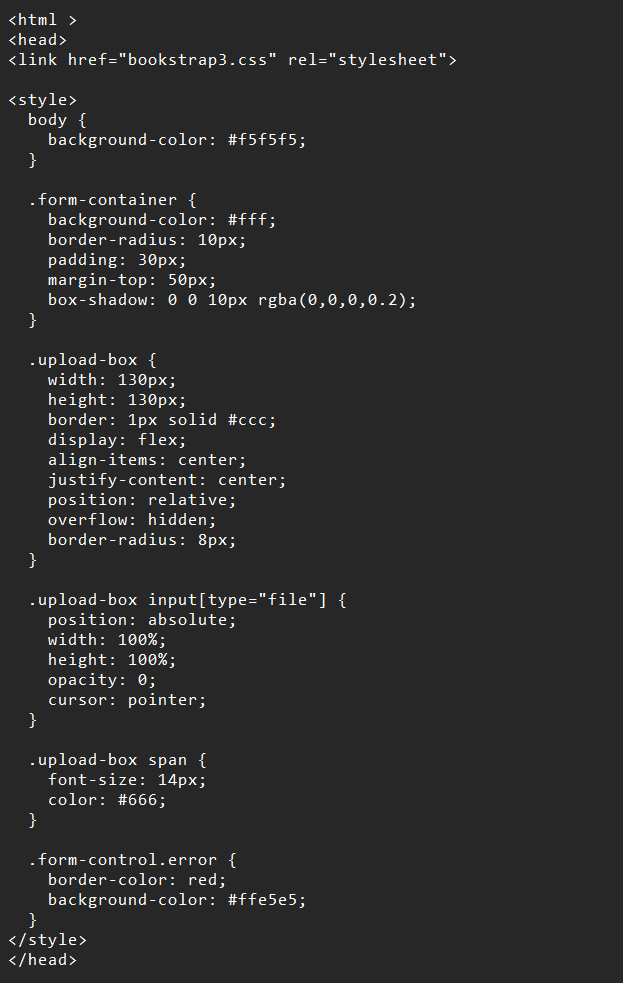 <html >
<head>
<link href="bookstrap3.css" rel="stylesheet">

<style>
  body {
    background-color: #f5f5f5;
  }

  .form-container {
    background-color: #fff;
    border-radius: 10px;
    padding: 30px;
    margin-top: 50px;
    box-shadow: 0 0 10px rgba(0,0,0,0.2);
  }

  .upload-box {
    width: 130px;
    height: 130px;
    border: 1px solid #ccc;
    display: flex;
    align-items: center;
    justify-content: center;
    position: relative;
    overflow: hidden;
    border-radius: 8px;
  }

  .upload-box input[type="file"] {
    position: absolute;
    width: 100%;
    height: 100%;
    opacity: 0;
    cursor: pointer;
  }

  .upload-box span {
    font-size: 14px;
    color: #666;
  }

  .form-control.error {
    border-color: red;
    background-color: #ffe5e5;
  }
</style>
</head>